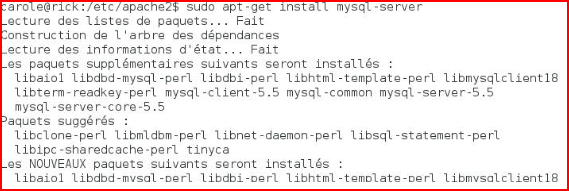 carole@rick:/etc/apache2$ sudo apt-get install mysql-server
Lecture des listes de paquets... Fait
Construction de l'arbre des dépendances
Lecture des informations d'état... Fait
Les paquets supplémentaires suivants seront installés :
libaio1 libdbd-mysql-perl libdbi-perl libhtml-template-perl libmysqlclient18
libterm-readkey-perl mysql-client-5.5 mysql-common mysql-server-5.5
mysql-server-core-5.5
Paquets suggérés :
libclone-perl libmldbm-perl libnet-daemon-perl libsql-statement-perl
libipc-sharedcache-perl tinyca
Les NOUVEAUX paquets suivants seront installés :
libaio1 libdbd-mysql-perl libdbi-perl libhtml-template-perl libmysqlclient18